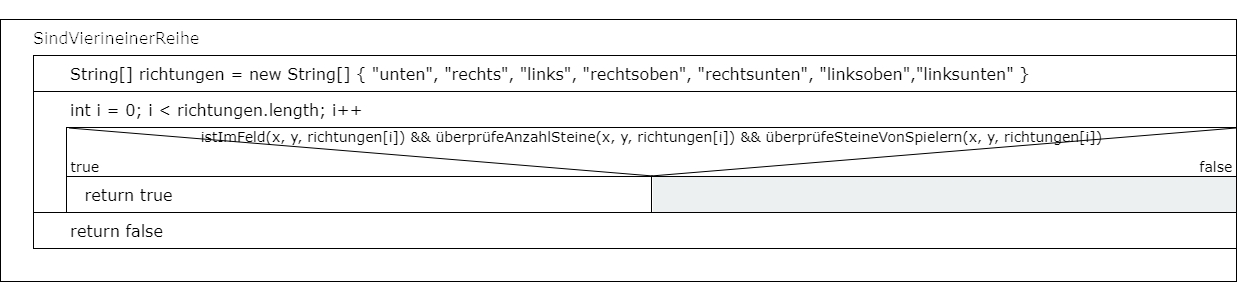 SindVierineinerReihe
String[] richtungen = new String[] { "unten", "rechts", "links", "rechtsoben", "rechtsunten", "linksoben","linksunten" }
int i = 0; i < richtungen.length; i++
istImFeld(x, y, richtungen[i]) && überprüfeAnzahlSteine(x, y, richtungen[i]) && überprüfeSteineVonSpielern(x, y, richtungen[i])
true
false
return true
return false